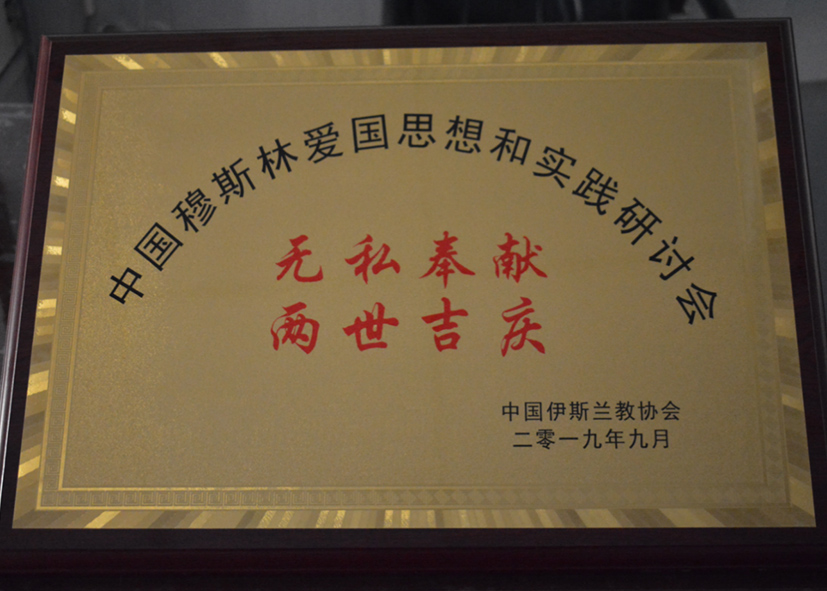 中国穆斯林爱国思想和实践研讨会
无私奉献
两世吉庆
中国伊斯兰教协会
二零一九年九月